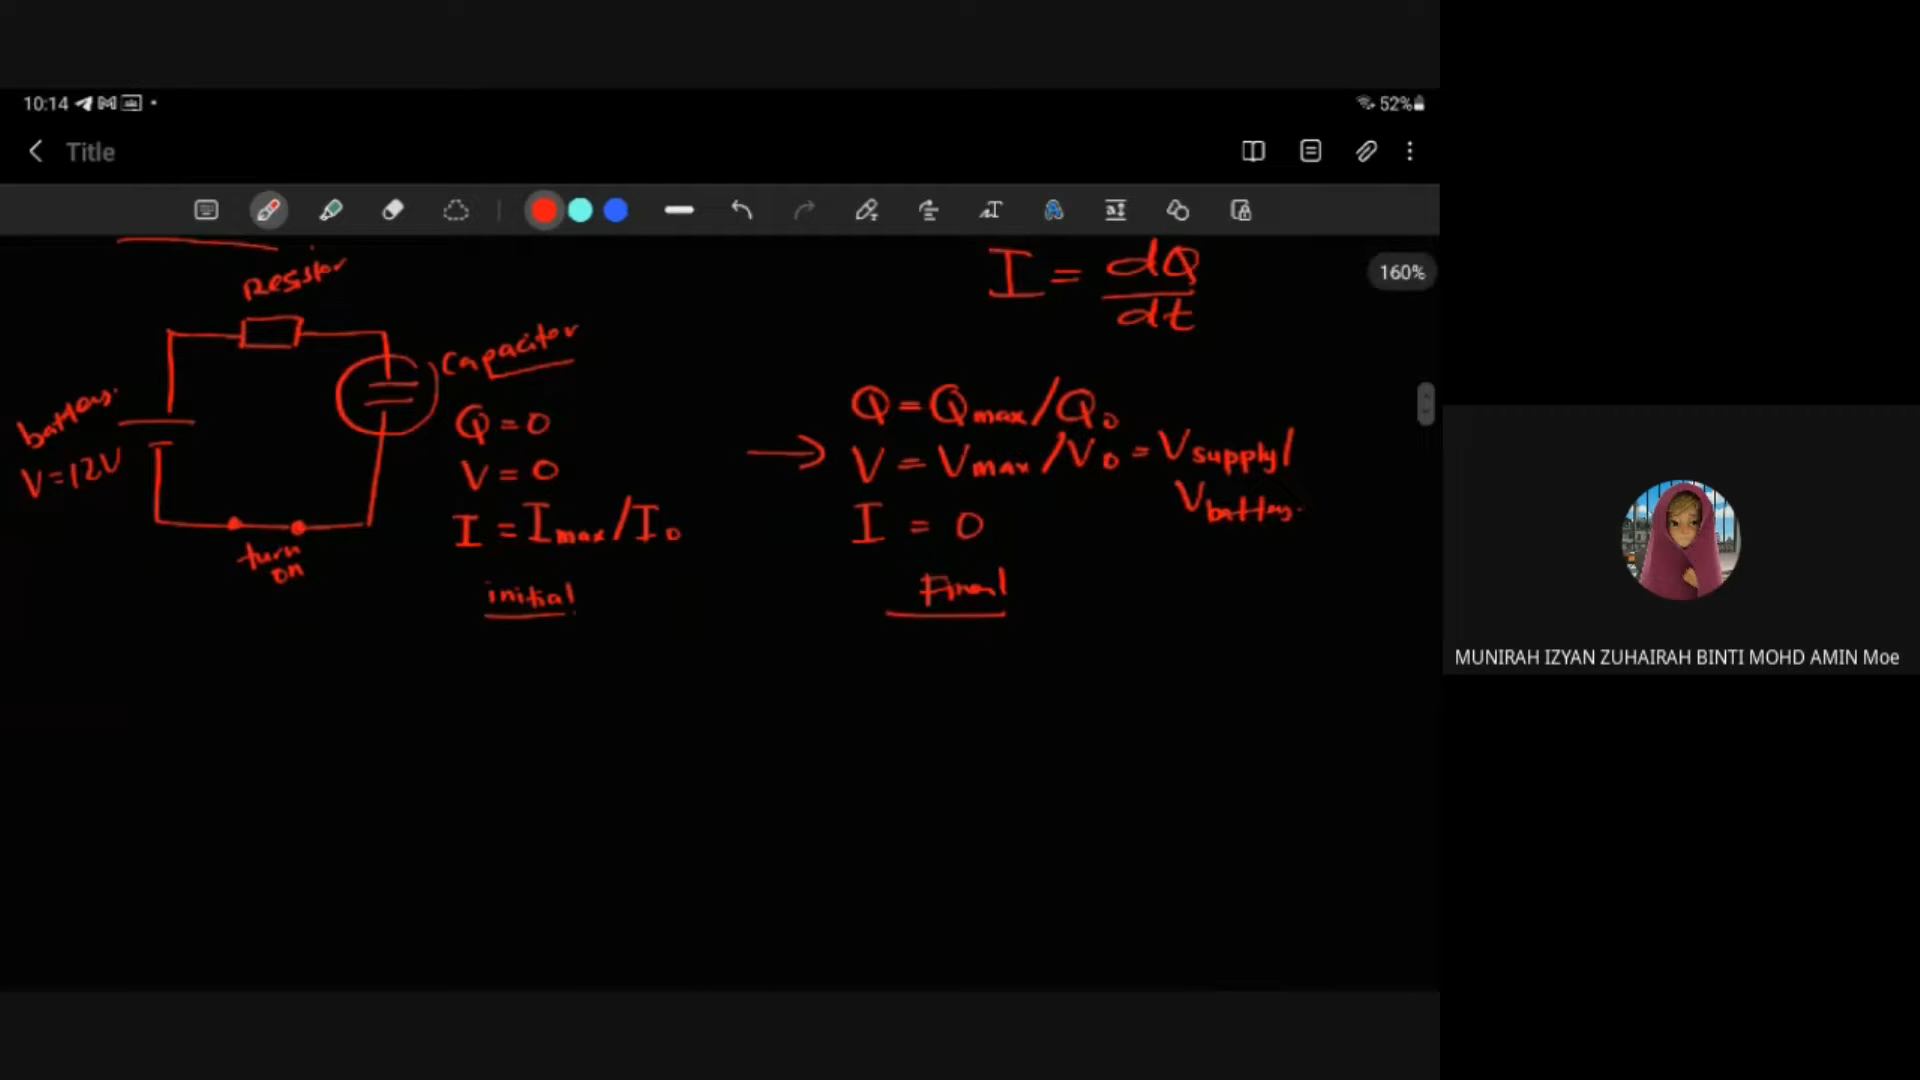 10:14
52%
Title
160%
Resistor
I = dQ/dt
Capacitor
battery
V=12V
Q = 0
V = 0
I = Imax/I0
initial
turn
on
→
Q = Qmax/Q0
V = Vmax/V0 = Vsupply/
Vbattery.
I = 0
Final
MUNIRAH IZYAN ZUHAIRAH BINTI MOHD AMIN Moe